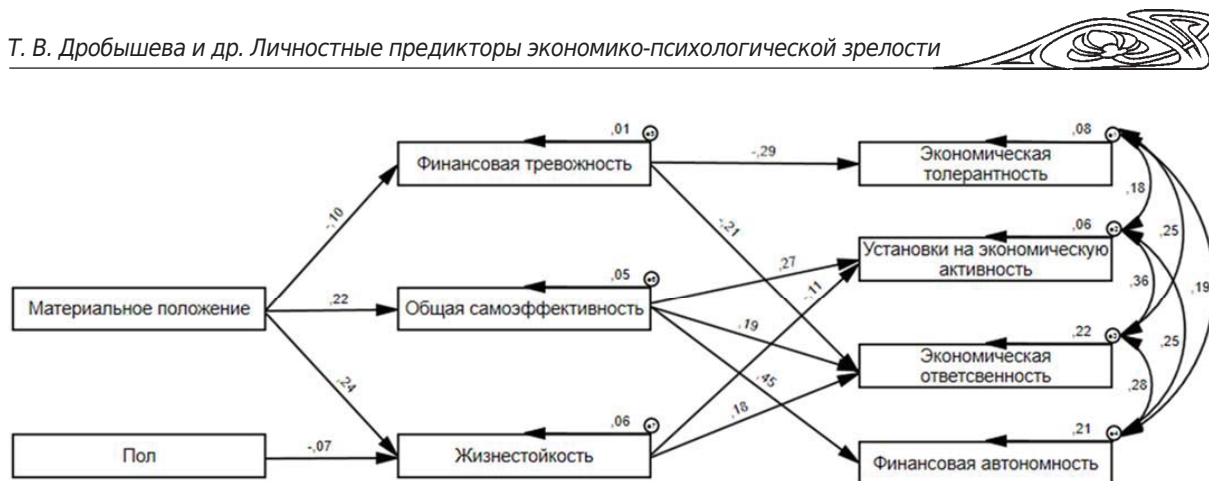 Т. В. Дробышева и др. Личностные предикторы экономико-психологической зрелости
,01
Финансовая тревожность
-,29
,08
Экономическая
толерантность
,18
-,10
-,21
,25
,06
Установки на экономическую
активность
,27
,05
-,11
,36
,19
Материальное положение
,22
Общая самоэффективность
,19
,22
Экономическая
ответсвенность
,25
,24
,45
,18
,28
,06
,21
Пол
-,07
Жизнестойкость
Финансовая автономность